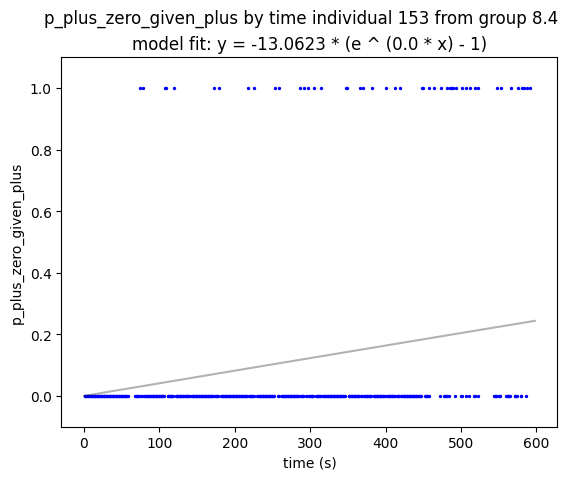 p_plus_zero_given_plus by time individual 153 from group 8.4
model fit: y = -13.0623 * (e ^ (0.0 * x) - 1)
p_plus_zero_given_plus
1.0
0.8
0.6
0.4
0.2
0.0
0 100 200 300 400 500 600
time (s)